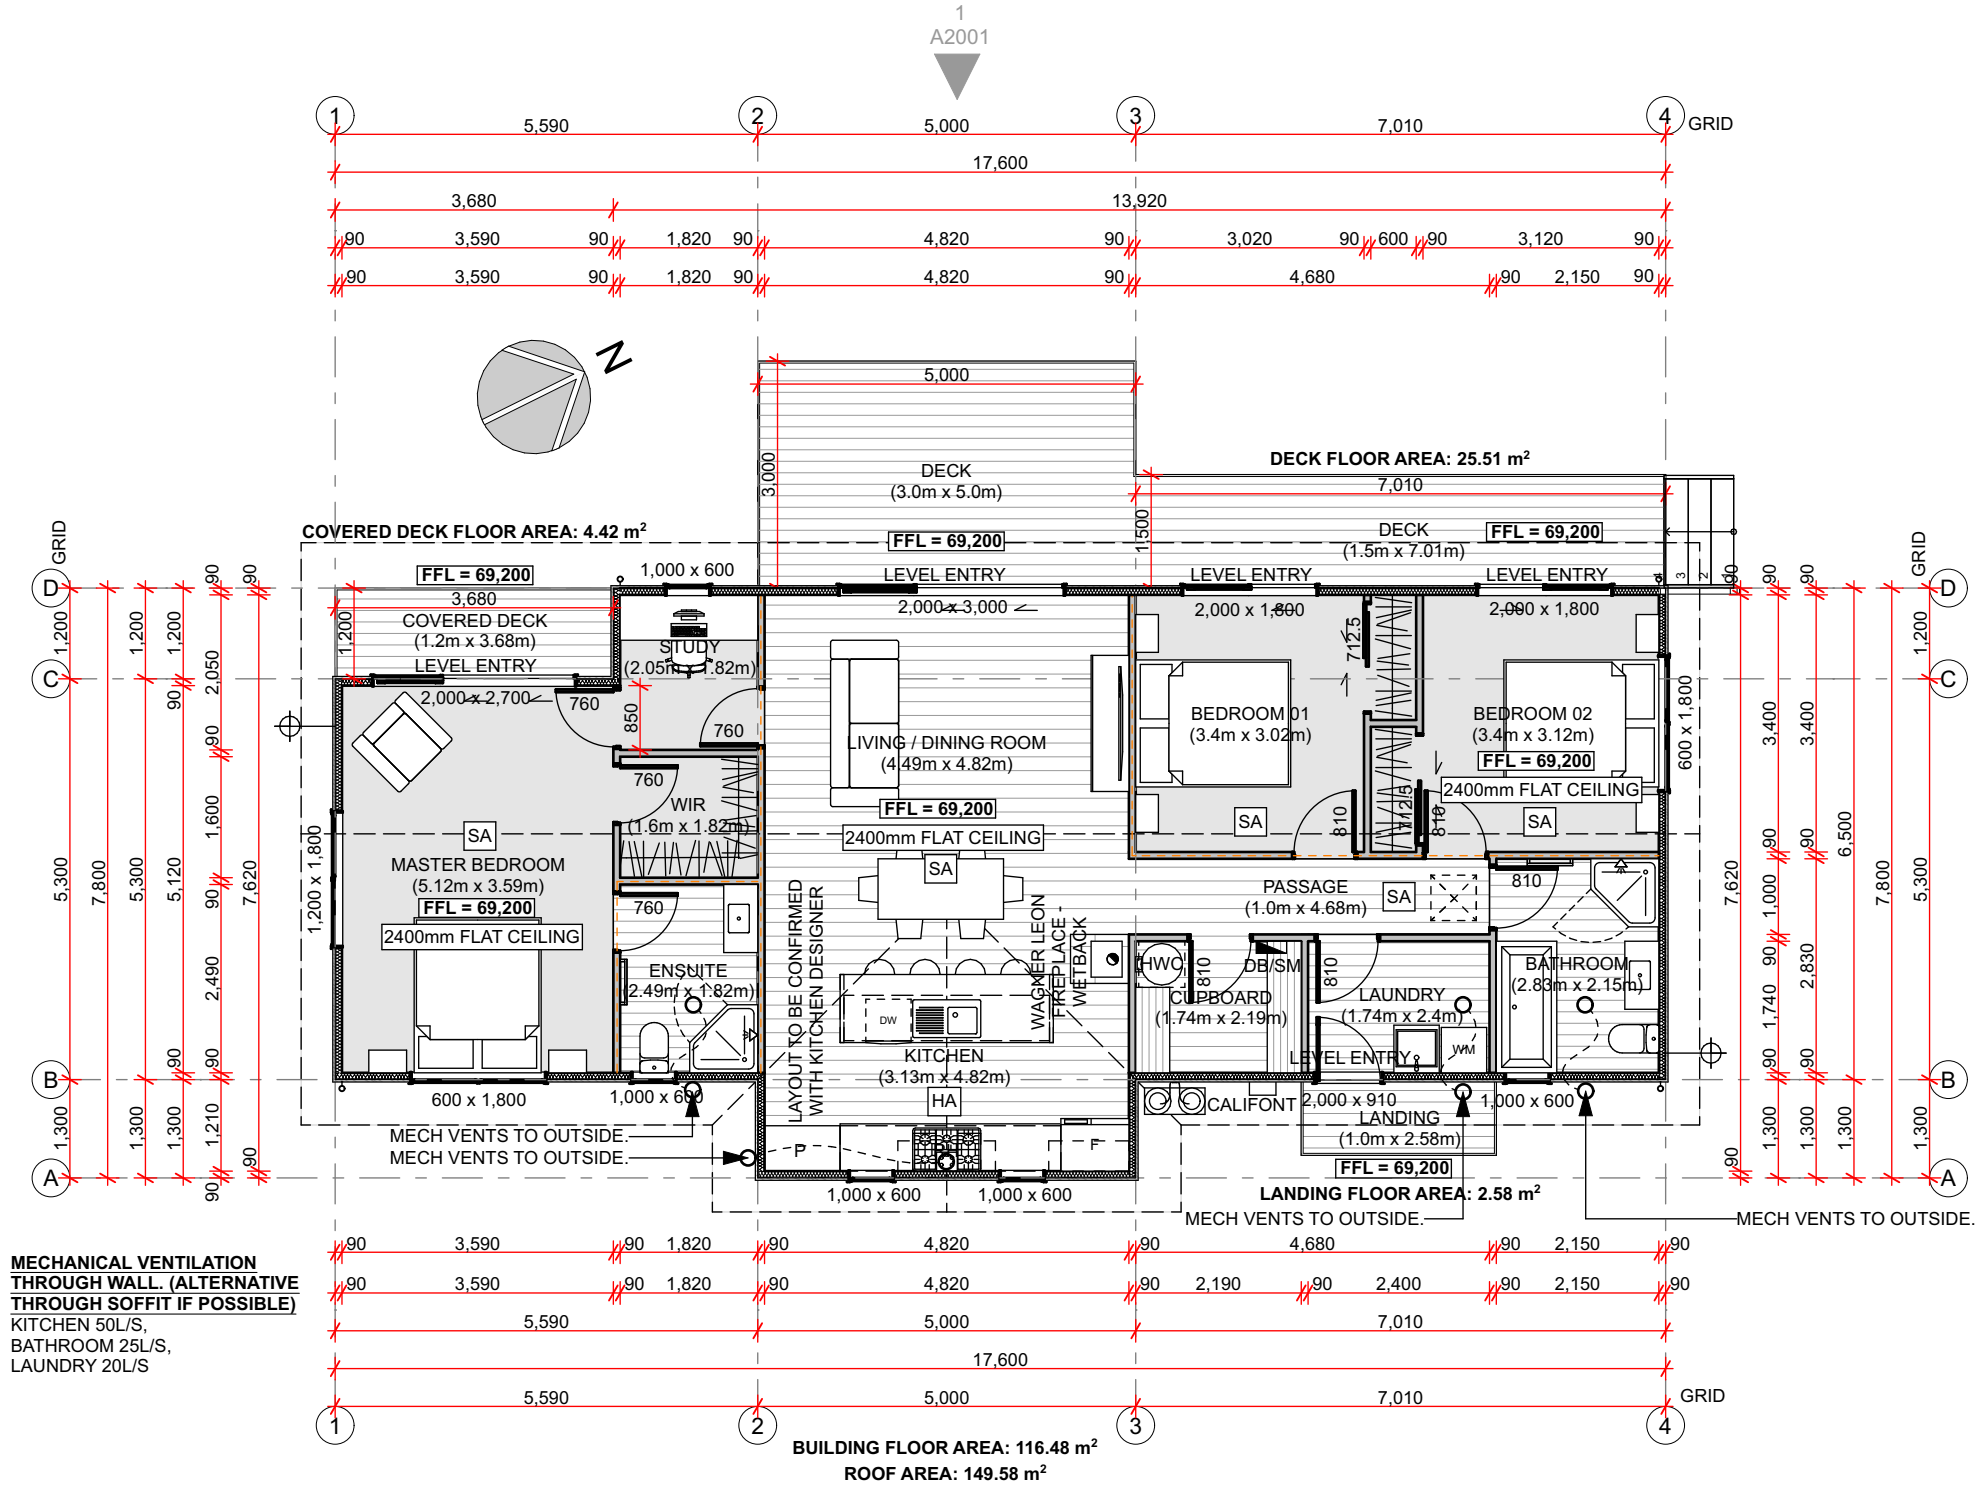 1
A2001
1
2
3
4
GRID
5,590
5,000
7,010
17,600
3,680
13,920
90
3,590
90
1,820
90
4,820
90
3,020
90
600
90
3,120
90
90
3,590
90
1,820
90
4,820
90
4,680
90
2,150
90
N
5,000
3,000
DECK
(3.0m x 5.0m)
DECK FLOOR AREA: 25.51 m²
7,010
1,500
DECK
(1.5m x 7.01m)
FFL = 69,200
FFL = 69,200
COVERED DECK FLOOR AREA: 4.42 m²
FFL = 69,200
1,000 x 600
LEVEL ENTRY
LEVEL ENTRY
LEVEL ENTRY
3
2
GRID
GRID
D
D
3,680
COVERED DECK
(1.2m x 3.68m)
1,200
LEVEL ENTRY
2,000 x 2,700
STUDY
(2.05m x 1.82m)
2,000 x 3,000
2,000 x 1,800
2,000 x 1,800
712.5
C
C
760
850
760
760
LIVING / DINING ROOM
(4.49m x 4.82m)
FFL = 69,200
2400mm FLAT CEILING
SA
BEDROOM 01
(3.4m x 3.02m)
SA
810
712.5
810
BEDROOM 02
(3.4m x 3.12m)
FFL = 69,200
2400mm FLAT CEILING
SA
600 x 1,800
WIR
(1.6m x 1.82m)
1,200 x 1,800
SA
MASTER BEDROOM
(5.12m x 3.59m)
FFL = 69,200
2400mm FLAT CEILING
760
ENSUITE
(2.49m x 1.82m)
LAYOUT TO BE CONFIRMED
WITH KITCHEN DESIGNER
WAGNER LEON
FIREPLACE -
WETBACK
PASSAGE
(1.0m x 4.68m)
SA
810
HWC
810
DB/SM
810
CUPBOARD
(1.74m x 2.19m)
LAUNDRY
(1.74m x 2.4m)
WM
LEVEL ENTRY
BATHROOM
(2.83m x 2.15m)
DW
KITCHEN
(3.13m x 4.82m)
HA
P
F
B
B
600 x 1,800
1,000 x 600
CALIFONT
2,000 x 910
1,000 x 600
LANDING
(1.0m x 2.58m)
FFL = 69,200
MECH VENTS TO OUTSIDE.
MECH VENTS TO OUTSIDE.
A
A
1,000 x 600
1,000 x 600
LANDING FLOOR AREA: 2.58 m²
MECH VENTS TO OUTSIDE.
MECH VENTS TO OUTSIDE.
1,200
5,300
1,300
7,800
1,200
5,300
1,300
1,200
90
5,120
90
1,300
90
2,050
90
1,600
90
2,490
90
1,210
90
90
7,620
90
90
7,620
90
90
3,400
90
1,000
90
1,740
90
1,300
90
3,400
90
2,830
90
1,300
6,500
1,300
7,800
1,200
5,300
1,300
90
3,590
90
1,820
90
4,820
90
4,680
90
2,150
90
90
3,590
90
1,820
90
4,820
90
2,190
90
2,400
90
2,150
90
5,590
5,000
7,010
17,600
5,590
5,000
7,010
GRID
1
2
3
4
MECHANICAL VENTILATION
THROUGH WALL. (ALTERNATIVE
THROUGH SOFFIT IF POSSIBLE)
KITCHEN 50L/S,
BATHROOM 25L/S,
LAUNDRY 20L/S
BUILDING FLOOR AREA: 116.48 m²
ROOF AREA: 149.58 m²